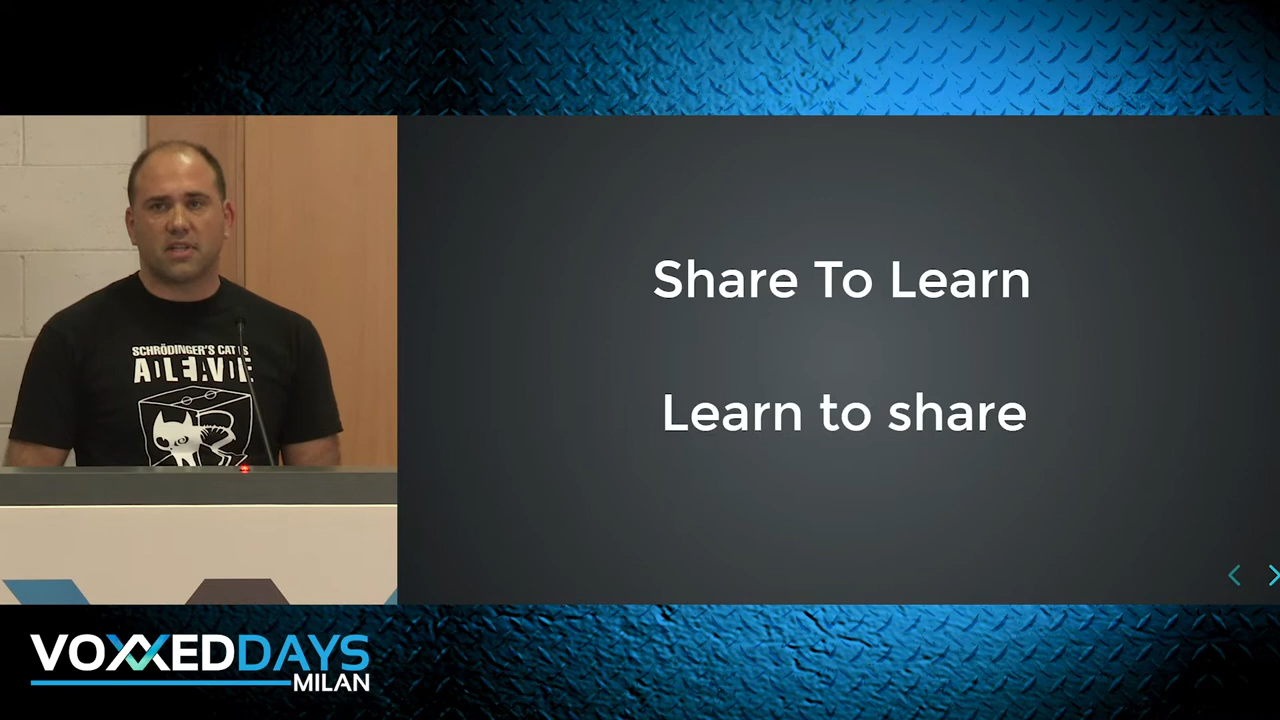 SCHRÖDINGER'S CAT IS
Share To Learn
Learn to share
VOXXEDDAYS
MILAN